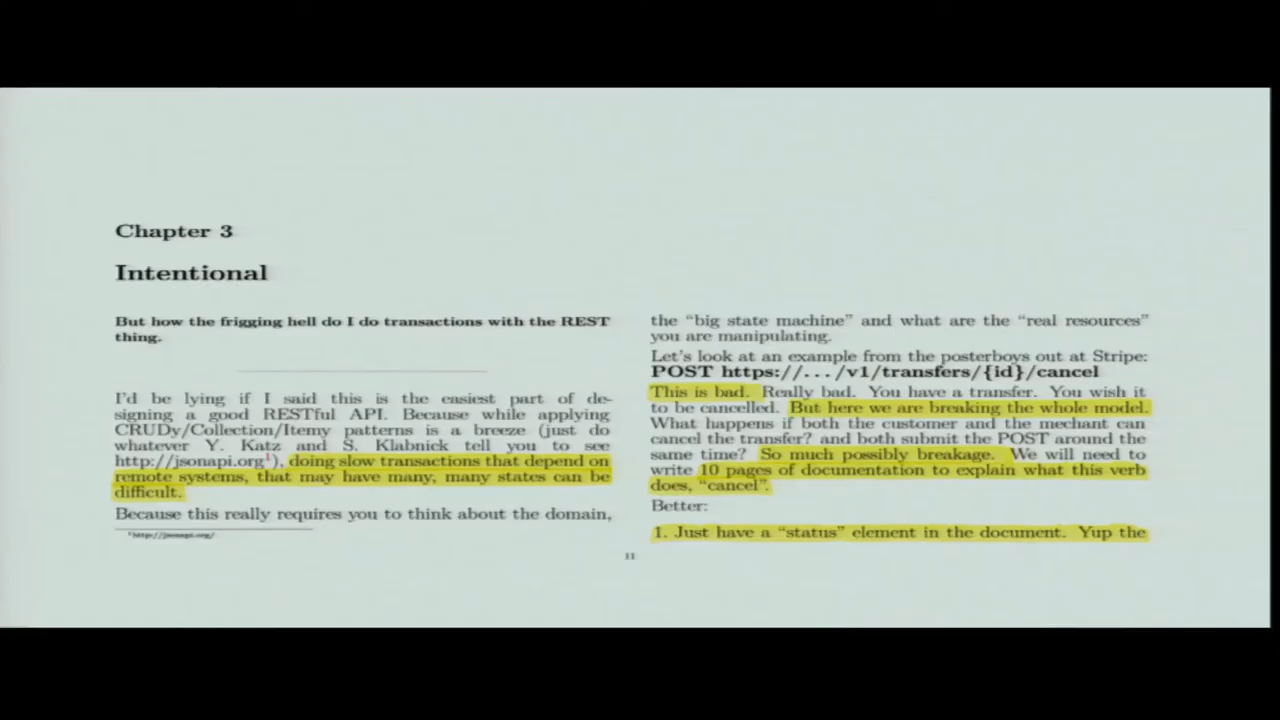 Chapter 3
Intentional
But how the frigging hell do I do transactions with the REST
thing.
I'd be lying if I said this is the easiest part of de-
signing a good RESTful API. Because while applying
CRUDy/Collection/Itemy patterns is a breeze (just do
whatever Y. Katz and S. Klabnick tell you to see
http://jsonapi.org1), doing slow transactions that depend on
remote systems, that may have many, many states can be
difficult.
Because this really requires you to think about the domain,
1http://jsonapi.org/
the “big state machine” and what are the “real resources”
you are manipulating.
Let's look at an example from the posterboys out at Stripe:
POST https://.../v1/transfers/{id}/cancel
This is bad. Really bad. You have a transfer. You wish it
to be cancelled. But here we are breaking the whole model.
What happens if both the customer and the mechant can
cancel the transfer? and both submit the POST around the
same time? So much possibly breakage. We will need to
write 10 pages of documentation to explain what this verb
does, “cancel”.
Better:
1. Just have a “status” element in the document. Yup the
11